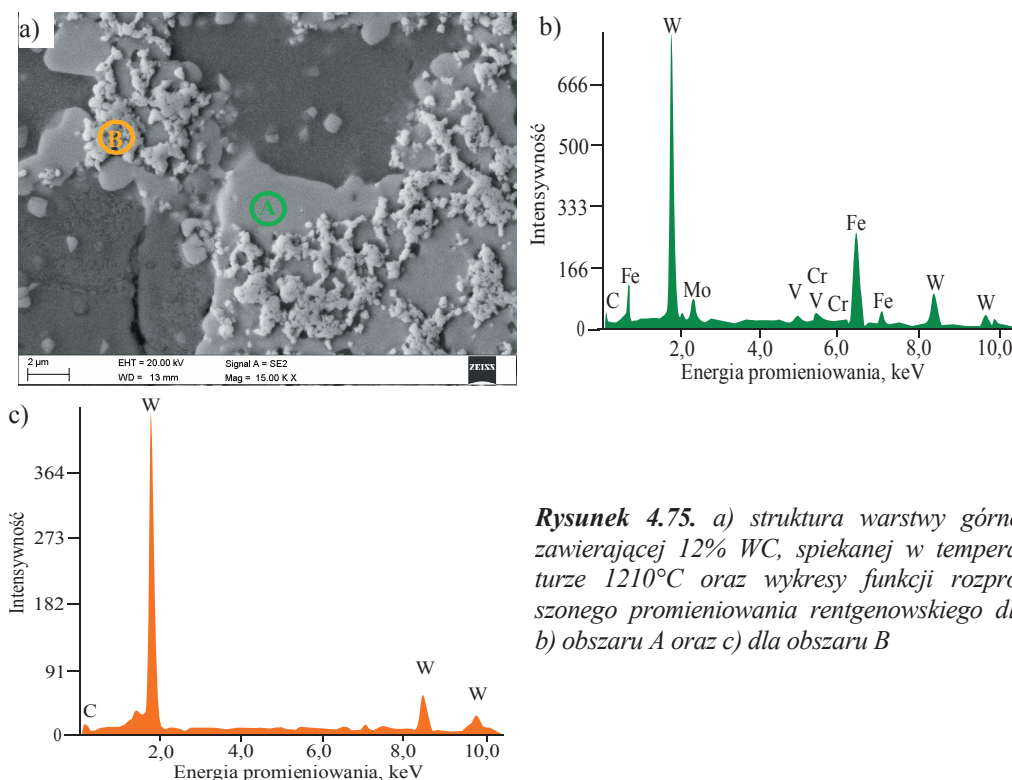 a)
B
A
2 µm
EHT = 20.00 kV
WD = 13 mm
Signal A = SE2
Mag = 15.00 K X
ZEISS
b)
Intensywność
666
500
333
166
0
C
Fe
W
Mo
V
Cr
V
Cr
Fe
Fe
W
W
2,0
4,0
6,0
8,0
10,0
Energia promieniowania, keV
c)
Intensywność
364
273
182
91
0
C
W
W
W
2,0
4,0
6,0
8,0
10,0
Energia promieniowania, keV
Rysunek 4.75. a) struktura warstwy górne
zawierającej 12% WC, spiekanej w tempera
turze 1210°C oraz wykresy funkcji rozpro
szonego promieniowania rentgenowskiego dl
b) obszaru A oraz c) dla obszaru B